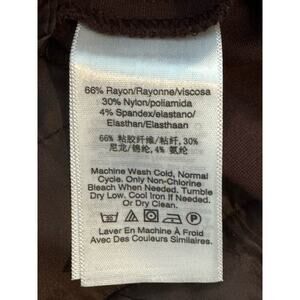 66% Rayon/Rayonne/viscosa
30% Nylon/poliamida
4% Spandex/elastano/
Elasthan/Elasthaan
66% 粘胶纤维/粘纤, 30%
尼龙/锦纶, 4% 氨纶
Machine Wash Cold, Normal
Cycle. Only Non-Chlorine
Bleach When Needed. Tumble
Dry Low. Cool Iron If Needed.
Or Dry Clean.
Laver En Machine À Froid
Avec Des Couleurs Similaires.